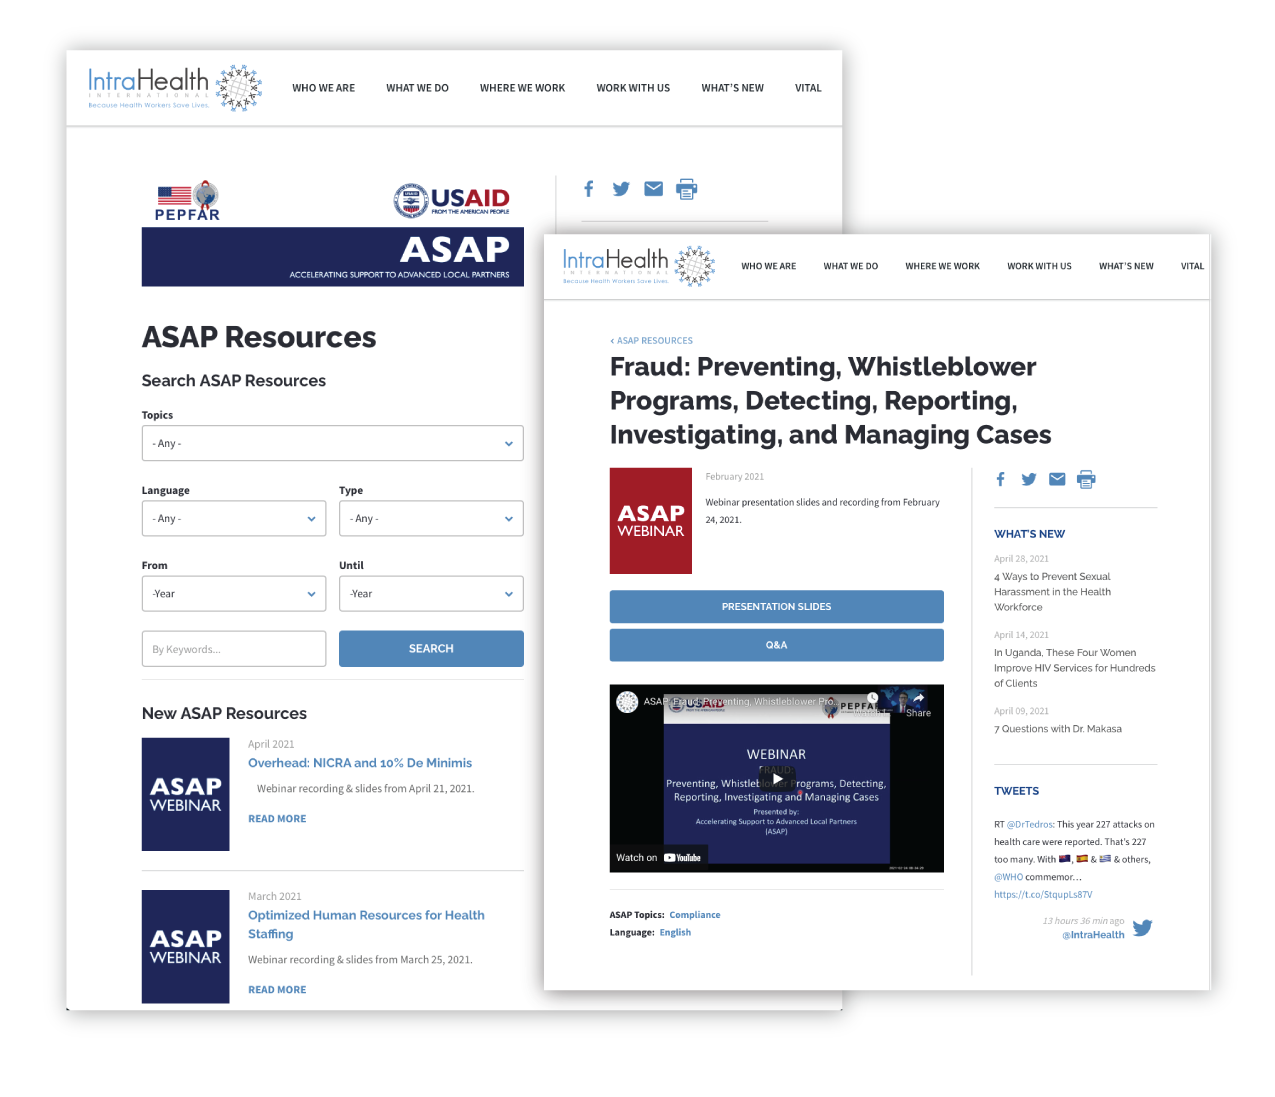 IntraHealth
INTERNATIONAL
Because Health Workers Save Lives.
WHO WE ARE
WHAT WE DO
WHERE WE WORK
WORK WITH US
WHAT'S NEW
VITAL
PEPFAR
USAID
FROM THE AMERICAN PEOPLE
ASAP
ACCELERATING SUPPORT TO ADVANCED LOCAL PARTNERS
ASAP Resources
Search ASAP Resources
Topics
- Any -
Language
Type
- Any -
- Any -
From
Until
-Year
-Year
By Keywords...
SEARCH
New ASAP Resources
ASAP
WEBINAR
April 2021
Overhead: NICRA and 10% De Minimis
Webinar recording & slides from April 21, 2021.
READ MORE
ASAP
WEBINAR
March 2021
Optimized Human Resources for Health
Staffing
Webinar recording & slides from March 25, 2021.
READ MORE
IntraHealth
INTERNATIONAL
Because Health Workers Save Lives.
WHO WE ARE
WHAT WE DO
WHERE WE WORK
WORK WITH US
WHAT'S NEW
VITAL
‹ ASAP RESOURCES
Fraud: Preventing, Whistleblower
Programs, Detecting, Reporting,
Investigating, and Managing Cases
ASAP
WEBINAR
February 2021
Webinar presentation slides and recording from February
24, 2021.
PRESENTATION SLIDES
Q&A
ASAP: Fraud: Preventing, Whistleblower Pro...
Share
USAID
PEPFAR
WEBINAR
FRAUD:
Preventing, Whistleblower Programs, Detecting,
Reporting, Investigating and Managing Cases
Presented by:
Accelerating Support to Advanced Local Partners
(ASAP)
Watch on YouTube
ASAP Topics: Compliance
Language: English
WHAT'S NEW
April 28, 2021
4 Ways to Prevent Sexual
Harassment in the Health
Workforce
April 14, 2021
In Uganda, These Four Women
Improve HIV Services for Hundreds
of Clients
April 09, 2021
7 Questions with Dr. Makasa
TWEETS
RT @DrTedros: This year 227 attacks on
health care were reported. That's 227
too many. With 🇦🇺, 🇪🇸 & 🇬🇷 & others,
@WHO commemor…
https://t.co/StqupLs87V
13 hours 36 min ago
@IntraHealth